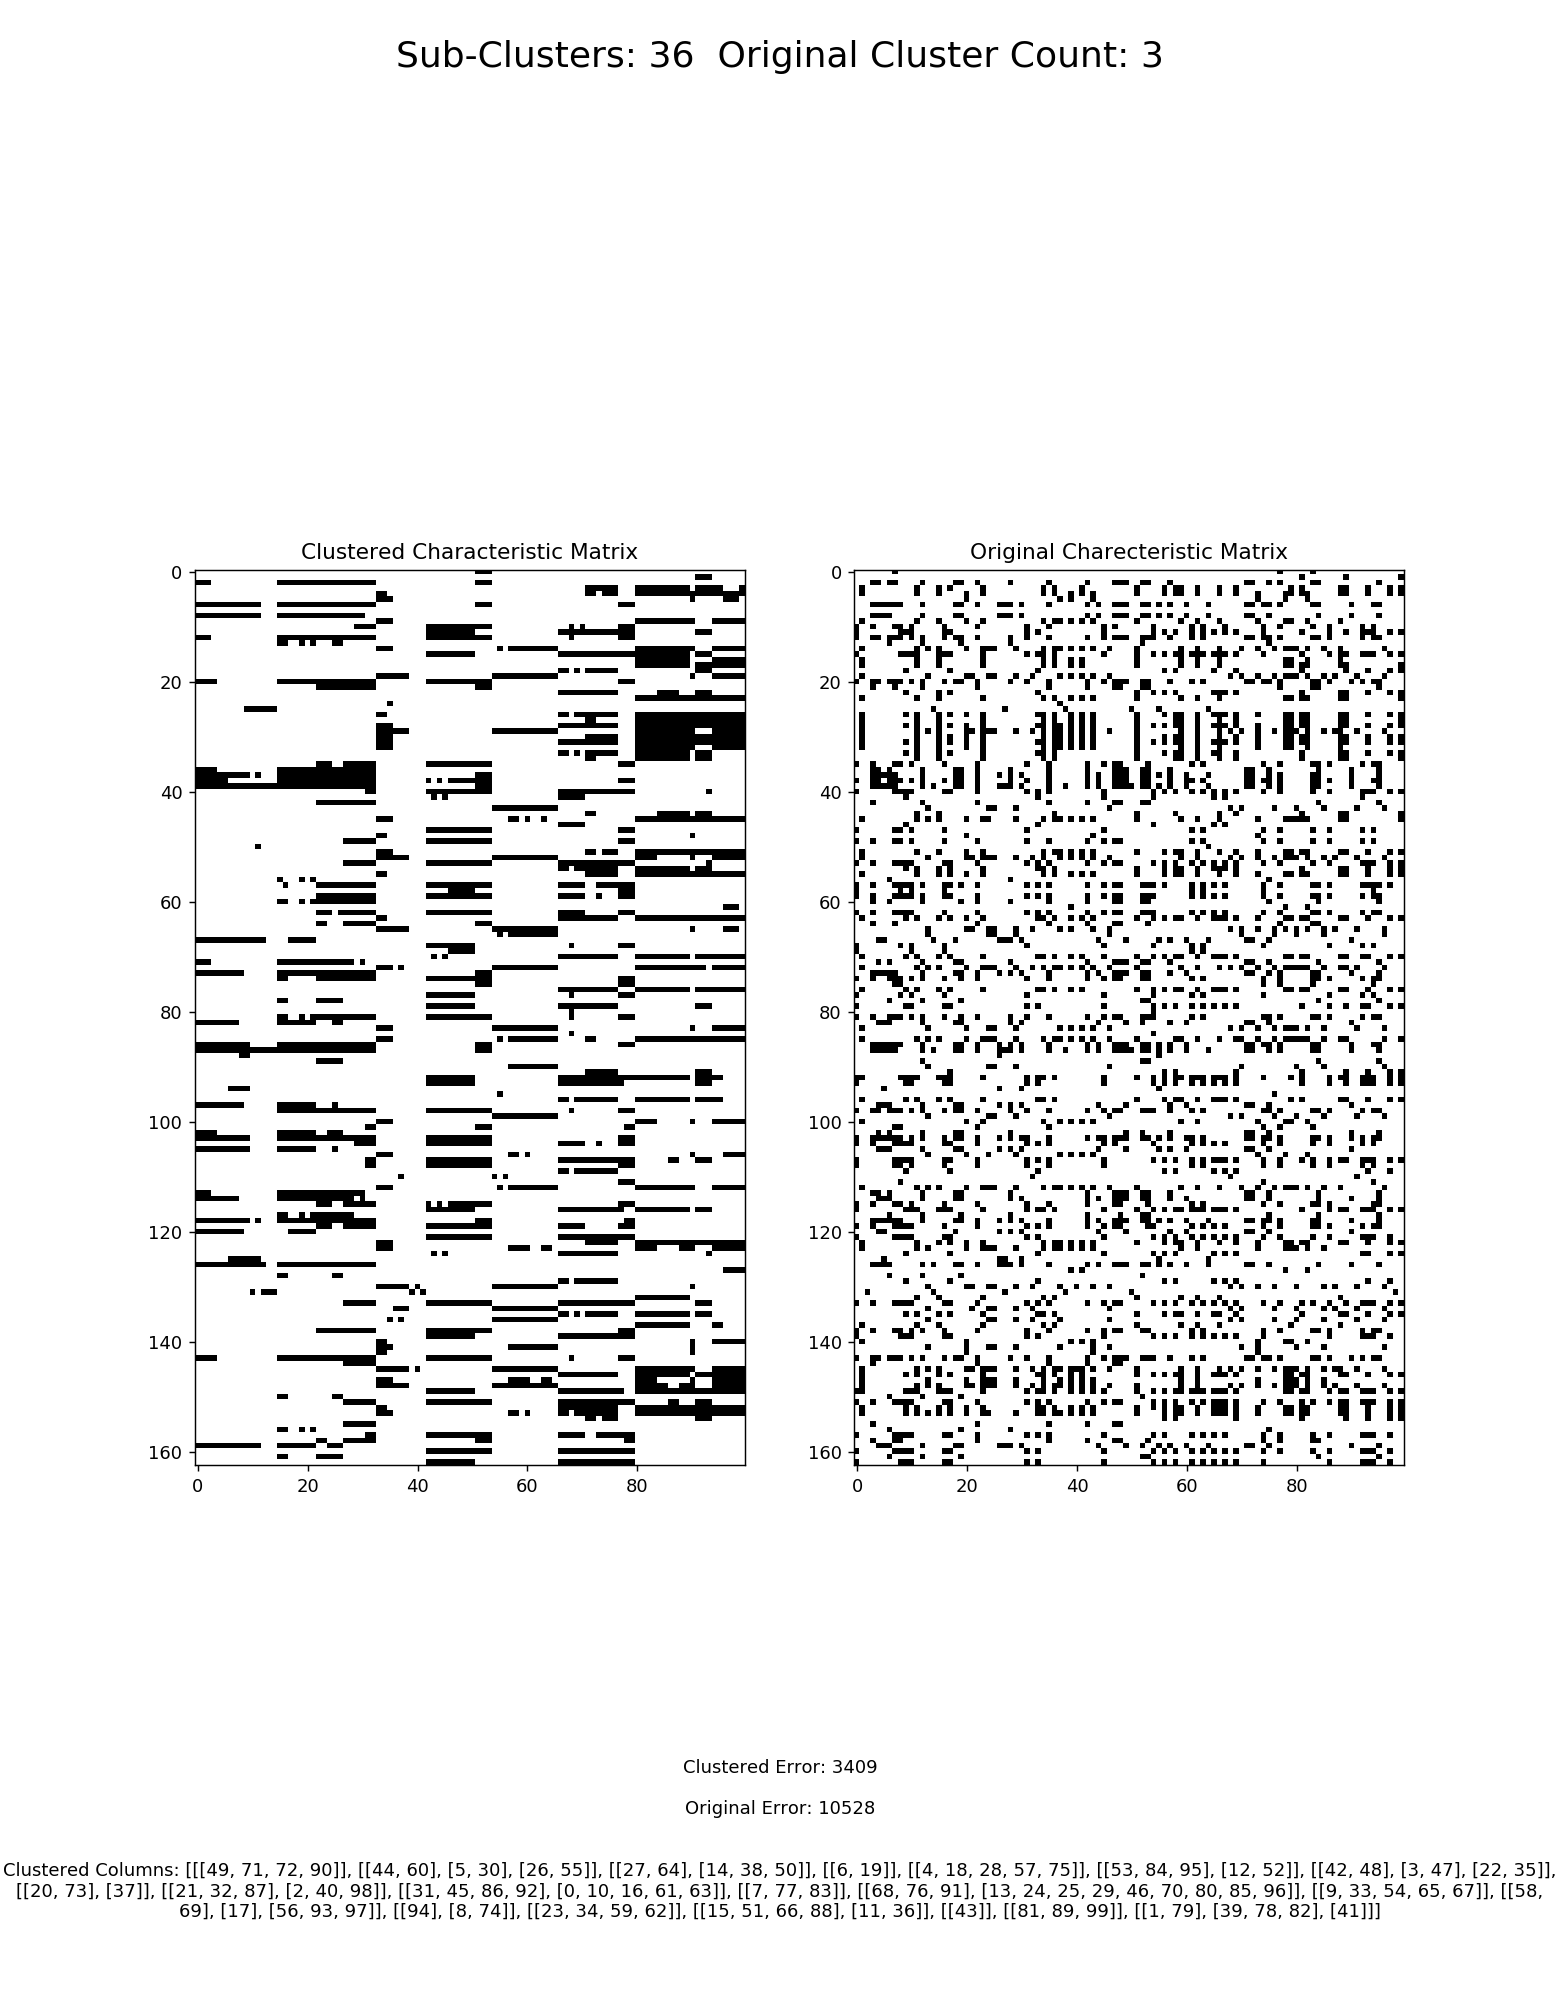 Sub-Clusters: 36  Original Cluster Count: 3
Clustered Characteristic Matrix
0
20
40
60
80
100
120
140
160
0 20 40 60 80
Original Charecteristic Matrix
0
20
40
60
80
100
120
140
160
0 20 40 60 80
Clustered Error: 3409
Original Error: 10528
Clustered Columns: [[[49, 71, 72, 90]], [[44, 60], [5, 30], [26, 55]], [[27, 64], [14, 38, 50]], [[6, 19]], [[4, 18, 28, 57, 75]], [[53, 84, 95], [12, 52]], [[42, 48], [3, 47], [22, 35]],
[[20, 73], [37]], [[21, 32, 87], [2, 40, 98]], [[31, 45, 86, 92], [0, 10, 16, 61, 63]], [[7, 77, 83]], [[68, 76, 91], [13, 24, 25, 29, 46, 70, 80, 85, 96]], [[9, 33, 54, 65, 67]], [[58,
69], [17], [56, 93, 97]], [[94], [8, 74]], [[23, 34, 59, 62]], [[15, 51, 66, 88], [11, 36]], [[43]], [[81, 89, 99]], [[1, 79], [39, 78, 82], [41]]]